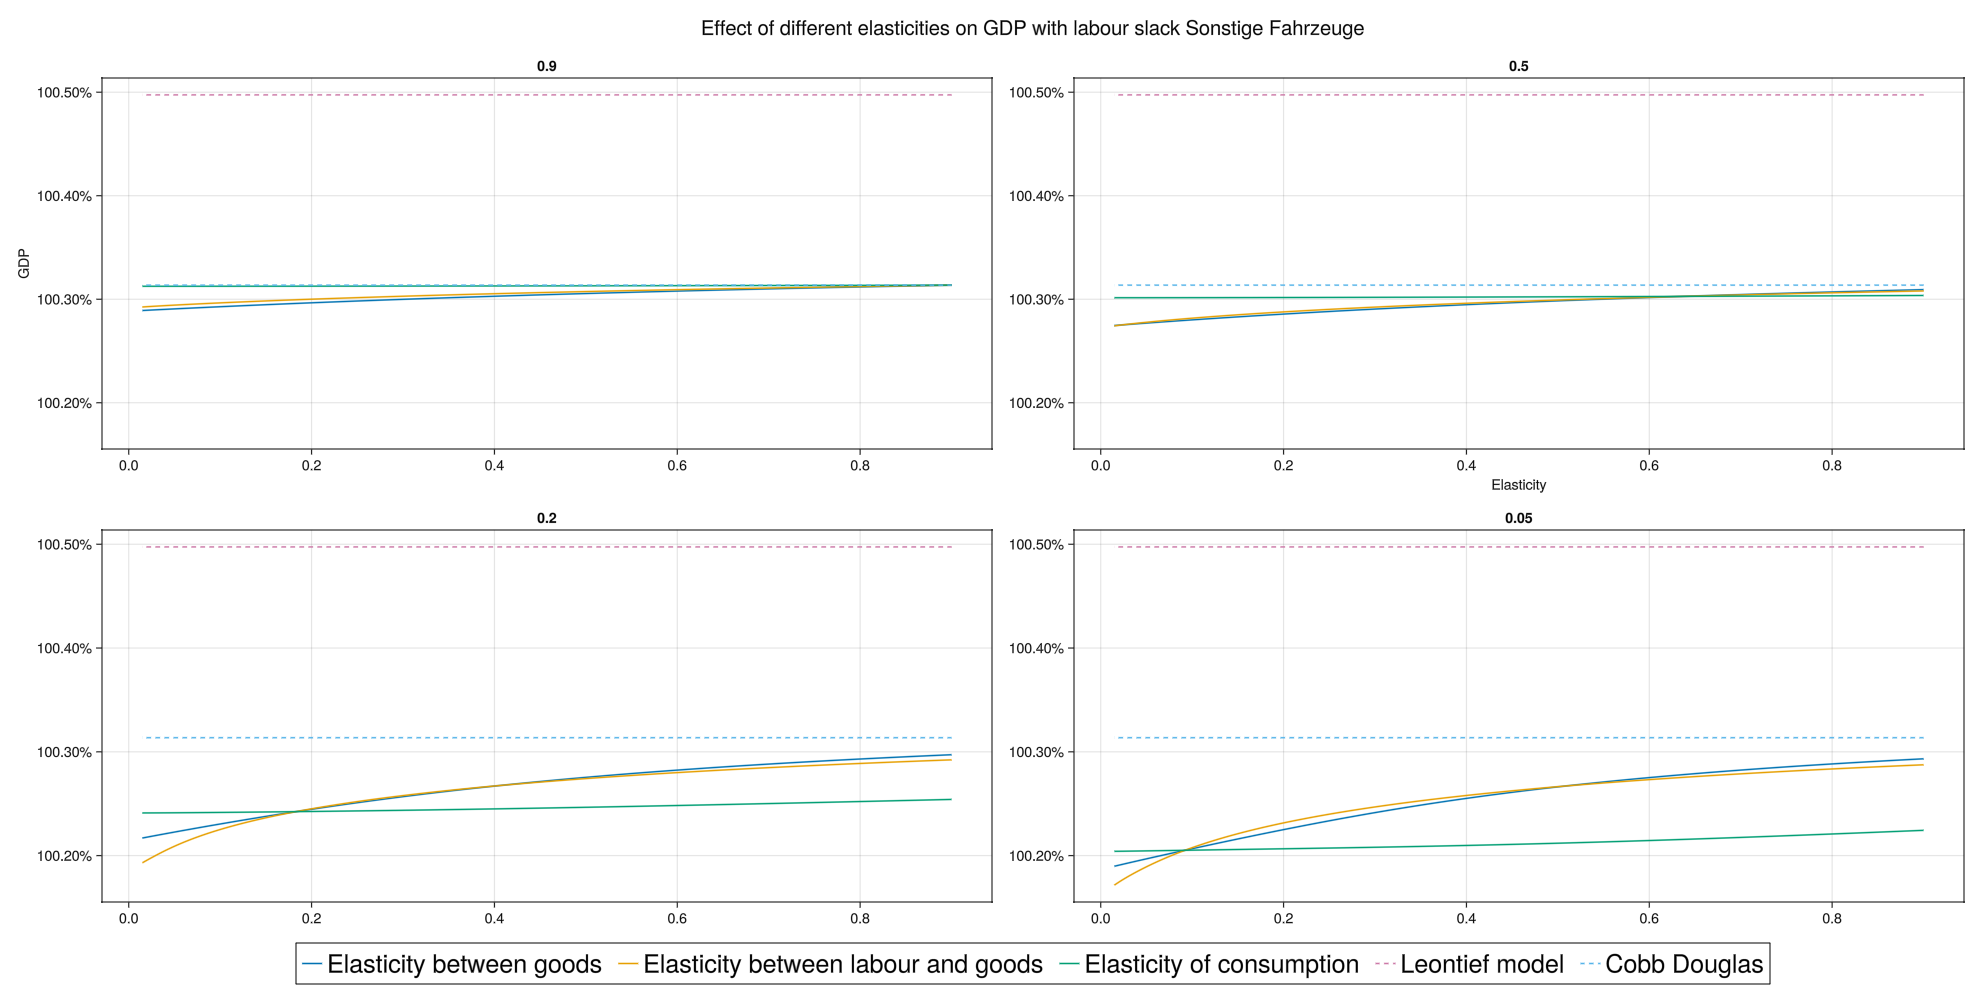 Effect of different elasticities on GDP with labour slack Sonstige Fahrzeuge
0.9
100.50%
100.40%
100.30%
100.20%
GDP
0.0 0.2 0.4 0.6 0.8
0.5
100.50%
100.40%
100.30%
100.20%
0.0 0.2 0.4 0.6 0.8
Elasticity
0.2
100.50%
100.40%
100.30%
100.20%
0.0 0.2 0.4 0.6 0.8
0.05
100.50%
100.40%
100.30%
100.20%
0.0 0.2 0.4 0.6 0.8
Elasticity between goods Elasticity between labour and goods Elasticity of consumption Leontief model Cobb Douglas